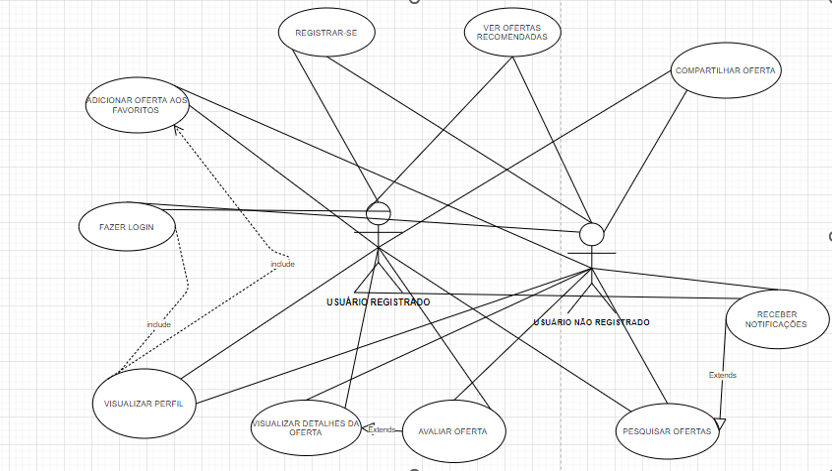 REGISTRAR-SE
VER OFERTAS
RECOMENDADAS
COMPARTILHAR OFERTA
ADICIONAR OFERTA AOS
FAVORITOS
FAZER LOGIN
include
USUÁRIO REGISTRADO
USUÁRIO NÃO REGISTRADO
RECEBER
NOTIFICAÇÕES
include
Extends
VISUALIZAR PERFIL
VISUALIZAR DETALHES DA
OFERTA
Extends
AVALIAR OFERTA
PESQUISAR OFERTAS